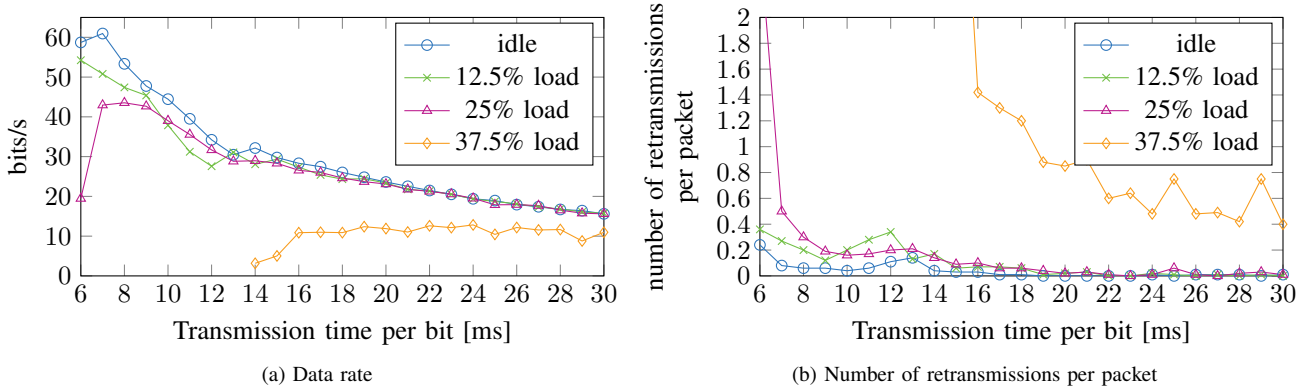 60
50
40
30
20
10
0
bits/s
6 8 10 12 14 16 18 20 22 24 26 28 30
Transmission time per bit [ms]
idle
12.5% load
25% load
37.5% load
(a) Data rate
2
1.8
1.6
1.4
1.2
1
0.8
0.6
0.4
0.2
0
number of retransmissions
per packet
6 8 10 12 14 16 18 20 22 24 26 28 30
Transmission time per bit [ms]
idle
12.5% load
25% load
37.5% load
(b) Number of retransmissions per packet